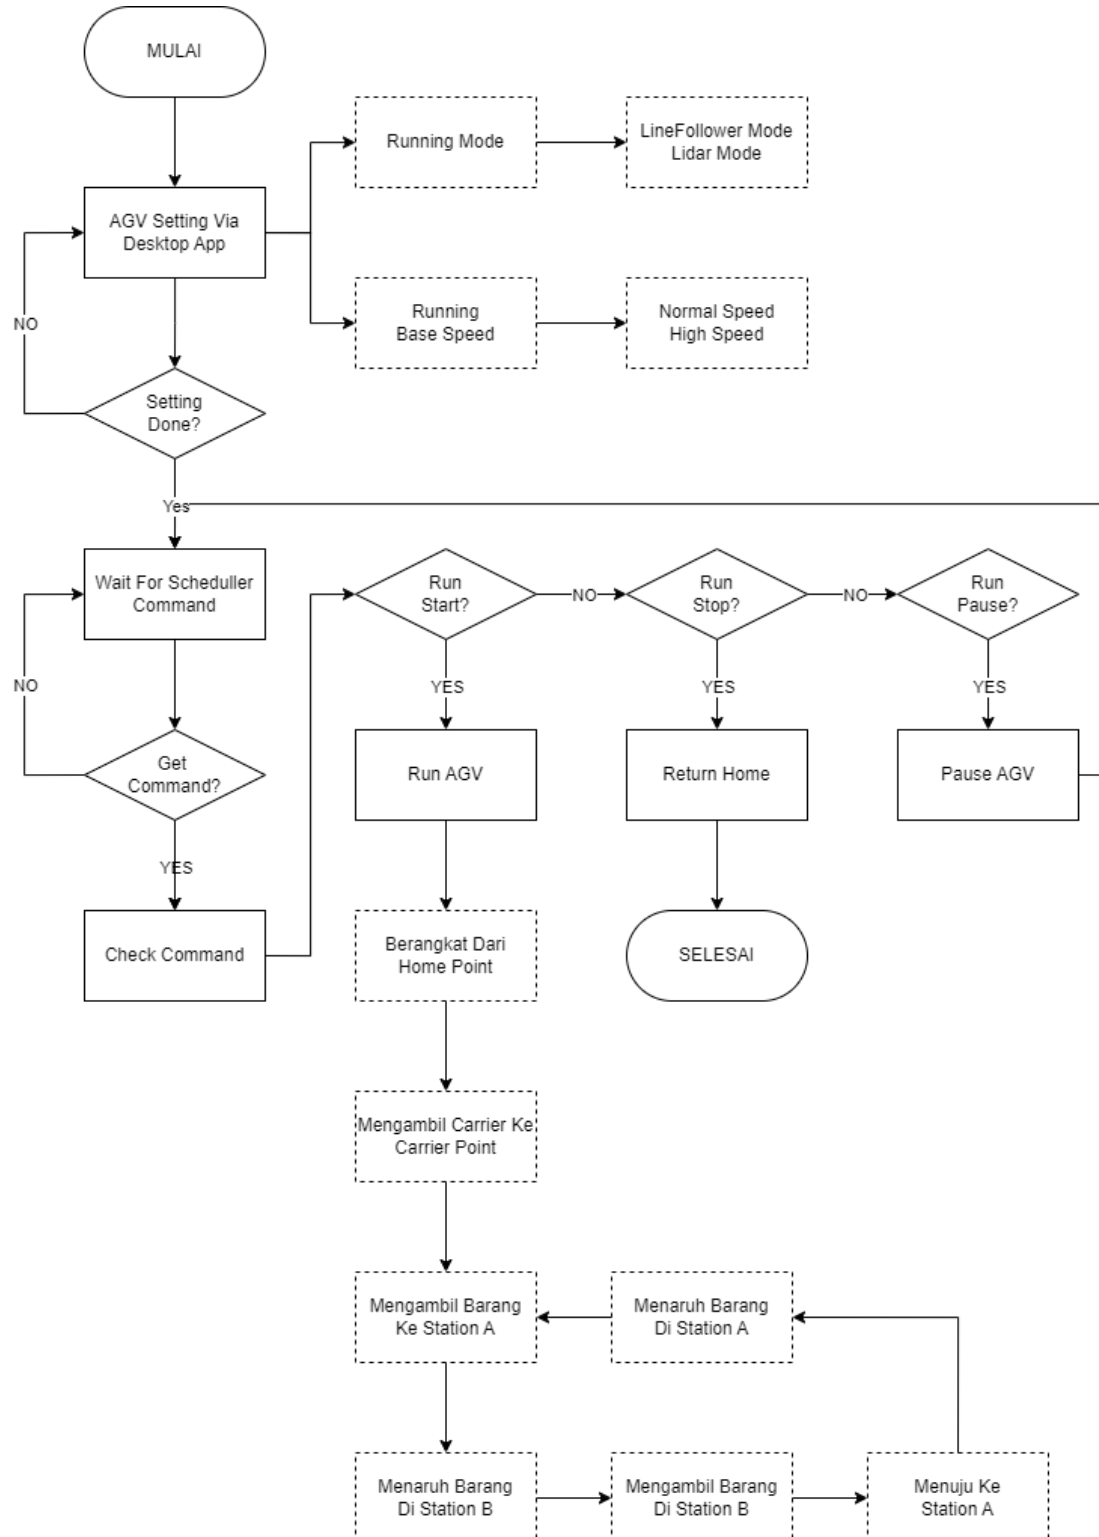 MULAI
Running Mode
LineFollower Mode
Lidar Mode
AGV Setting Via
Desktop App
NO
Running
Base Speed
Normal Speed
High Speed
Setting
Done?
Yes
Wait For Scheduller
Command
Run
Start?
NO
Run
Stop?
NO
Run
Pause?
NO
YES
YES
YES
Get
Command?
Run AGV
Return Home
Pause AGV
YES
Check Command
Berangkat Dari
Home Point
SELESAI
Mengambil Carrier Ke
Carrier Point
Mengambil Barang
Ke Station A
Menaruh Barang
Di Station A
Menaruh Barang
Di Station B
Mengambil Barang
Di Station B
Menuju Ke
Station A